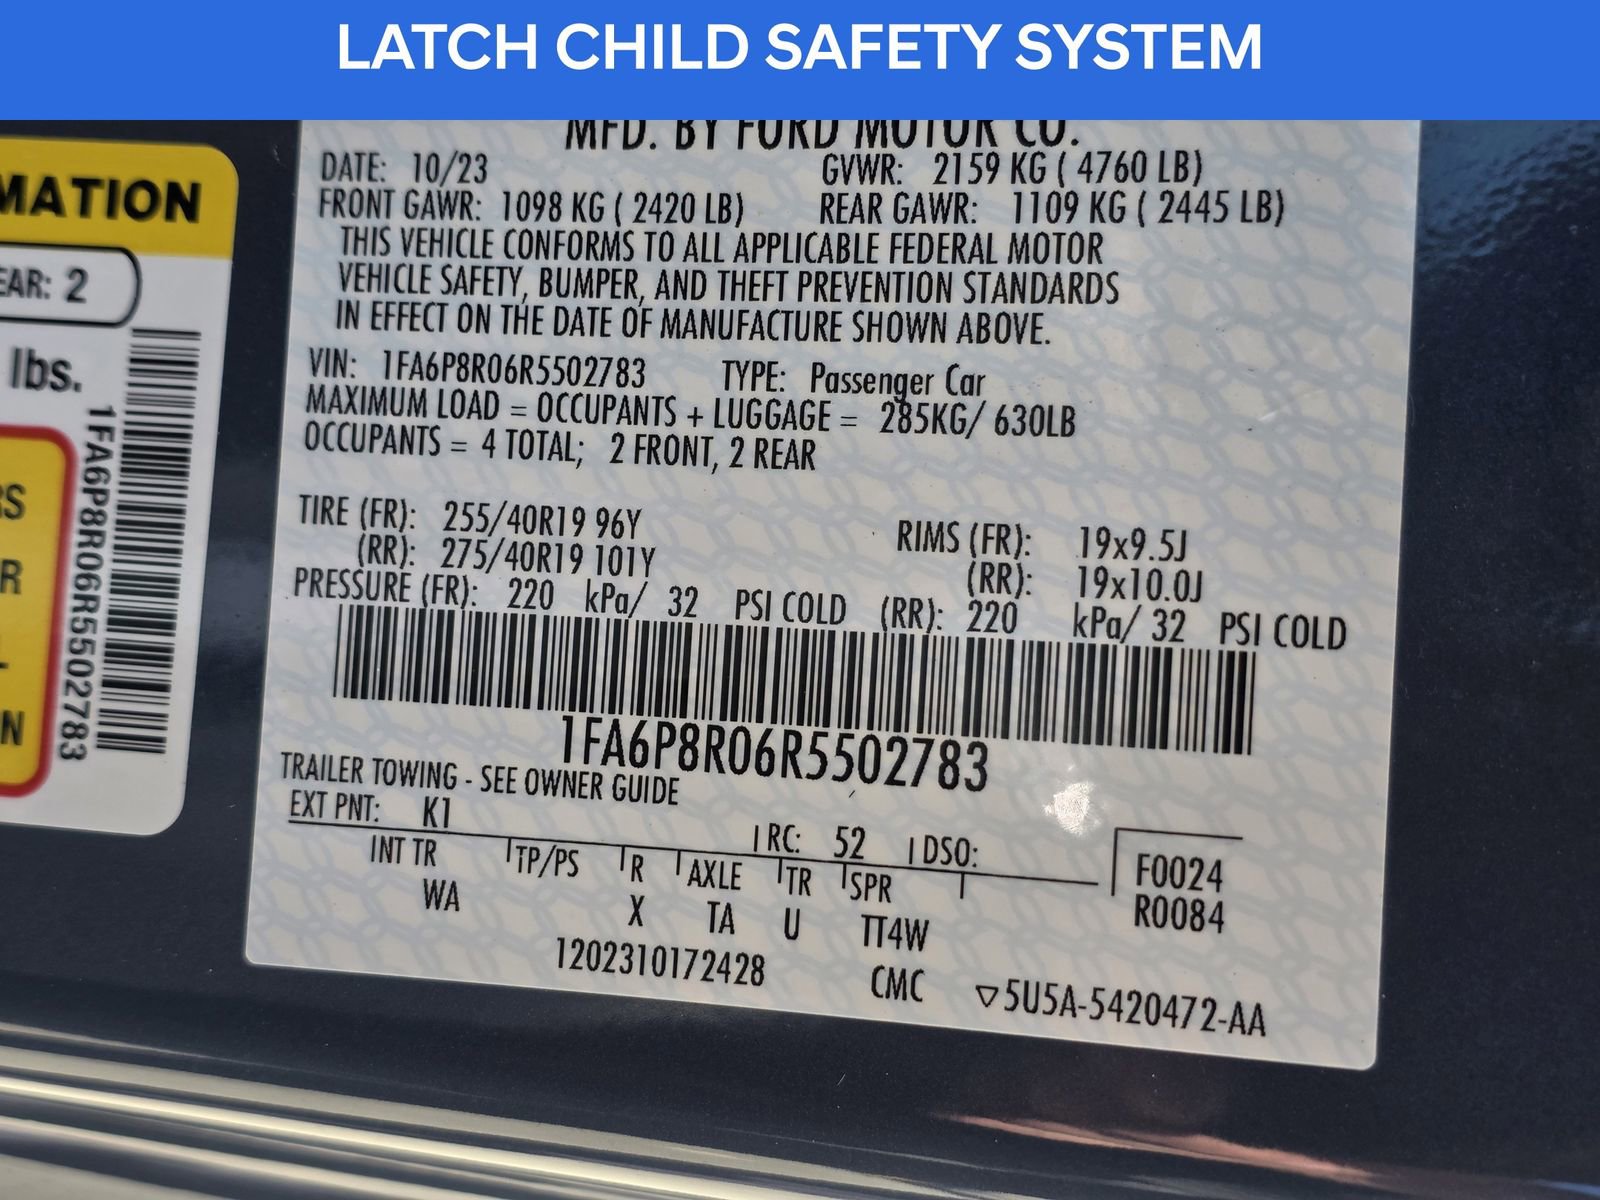 LATCH CHILD SAFETY SYSTEM
MATION
EAR: 2
lbs.
1FA6P8R06R5502783
MFD. BY FORD MOTOR CO.
DATE: 10/23 GVWR: 2159 KG ( 4760 LB)
FRONT GAWR: 1098 KG ( 2420 LB) REAR GAWR: 1109 KG ( 2445 LB)
THIS VEHICLE CONFORMS TO ALL APPLICABLE FEDERAL MOTOR
VEHICLE SAFETY, BUMPER, AND THEFT PREVENTION STANDARDS
IN EFFECT ON THE DATE OF MANUFACTURE SHOWN ABOVE.
VIN: 1FA6P8R06R5502783 TYPE: Passenger Car
MAXIMUM LOAD = OCCUPANTS + LUGGAGE = 285KG/ 630LB
OCCUPANTS = 4 TOTAL; 2 FRONT, 2 REAR
TIRE (FR): 255/40R19 96Y RIMS (FR): 19x9.5J
(RR): 275/40R19 101Y (RR): 19x10.0J
PRESSURE (FR): 220 kPa/ 32 PSI COLD (RR): 220 kPa/ 32 PSI COLD
1FA6P8R06R5502783
TRAILER TOWING - SEE OWNER GUIDE
EXT PNT: K1 RC: 52 DSO:
INT TR TP/PS R AXLE TR SPR
WA X TA U TT4W
F0024
R0084
1202310172428 CMC ▽5U5A-5420472-AA